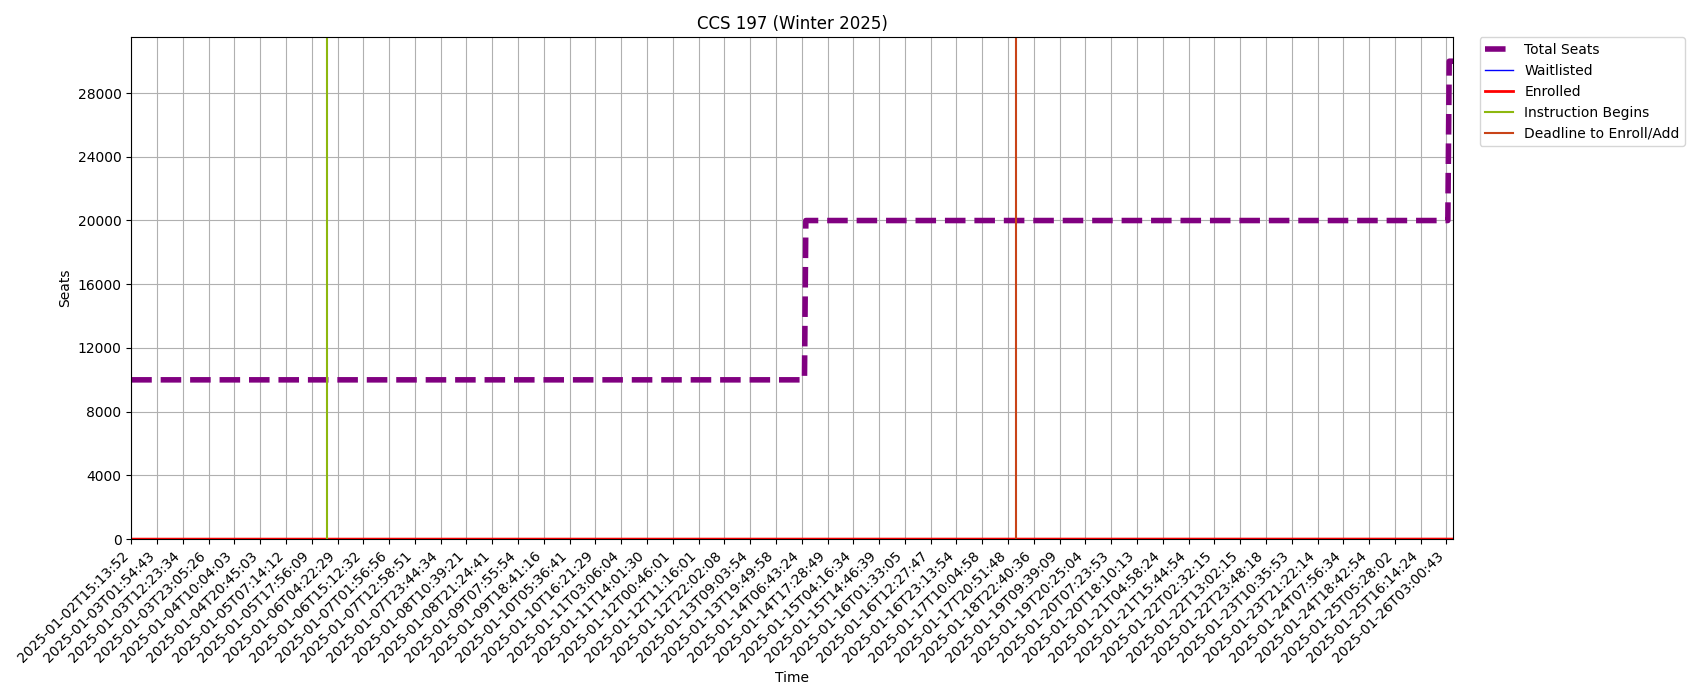 CCS 197 (Winter 2025)
Total Seats
Waitlisted
Enrolled
Instruction Begins
Deadline to Enroll/Add
Seats
28000
24000
20000
16000
12000
8000
4000
0
2025-01-02T15:13:52
2025-01-03T01:54:43
2025-01-03T12:23:34
2025-01-03T23:05:26
2025-01-04T10:04:03
2025-01-04T20:45:03
2025-01-05T07:14:12
2025-01-05T17:56:09
2025-01-06T04:22:29
2025-01-06T15:12:32
2025-01-07T01:56:56
2025-01-07T12:58:51
2025-01-07T23:44:34
2025-01-08T10:39:21
2025-01-08T21:24:41
2025-01-09T07:55:54
2025-01-09T18:41:16
2025-01-10T05:36:41
2025-01-10T16:21:29
2025-01-11T03:06:04
2025-01-11T14:01:30
2025-01-12T00:46:01
2025-01-12T11:16:01
2025-01-12T22:02:08
2025-01-13T09:03:54
2025-01-13T19:49:58
2025-01-14T06:43:24
2025-01-14T17:28:49
2025-01-15T04:16:34
2025-01-15T14:46:39
2025-01-16T01:33:05
2025-01-16T12:27:47
2025-01-16T23:13:54
2025-01-17T10:04:58
2025-01-17T20:51:48
2025-01-18T22:40:36
2025-01-19T09:39:09
2025-01-19T20:25:04
2025-01-20T07:23:53
2025-01-20T18:10:13
2025-01-21T04:58:24
2025-01-21T15:44:54
2025-01-22T02:32:15
2025-01-22T13:02:15
2025-01-22T23:48:18
2025-01-23T10:35:53
2025-01-23T21:22:14
2025-01-24T07:56:34
2025-01-24T18:42:54
2025-01-25T05:28:02
2025-01-25T16:14:24
2025-01-26T03:00:43
Time